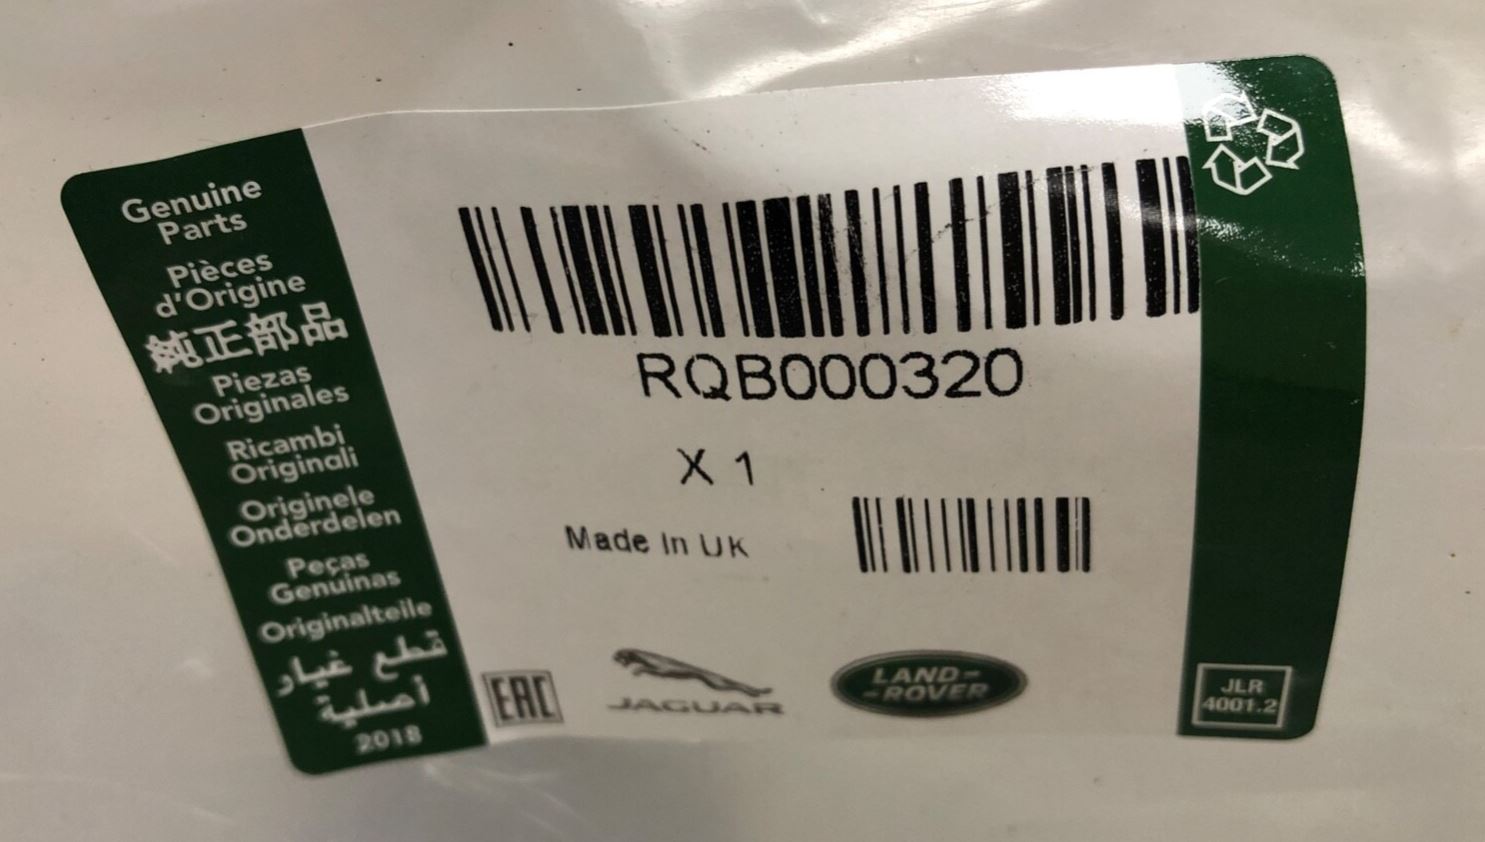 Genuine
Parts
Pièces
d'Origine
純正部品
Piezas
Originales
Ricambi
Originali
Originele
Onderdelen
Peças
Genuínas
Originalteile
قطع غيار
أصلية
2018
RQB000320
X 1
Made In UK
EAC
JAGUAR
LAND-
-ROVER
JLR
4001.2